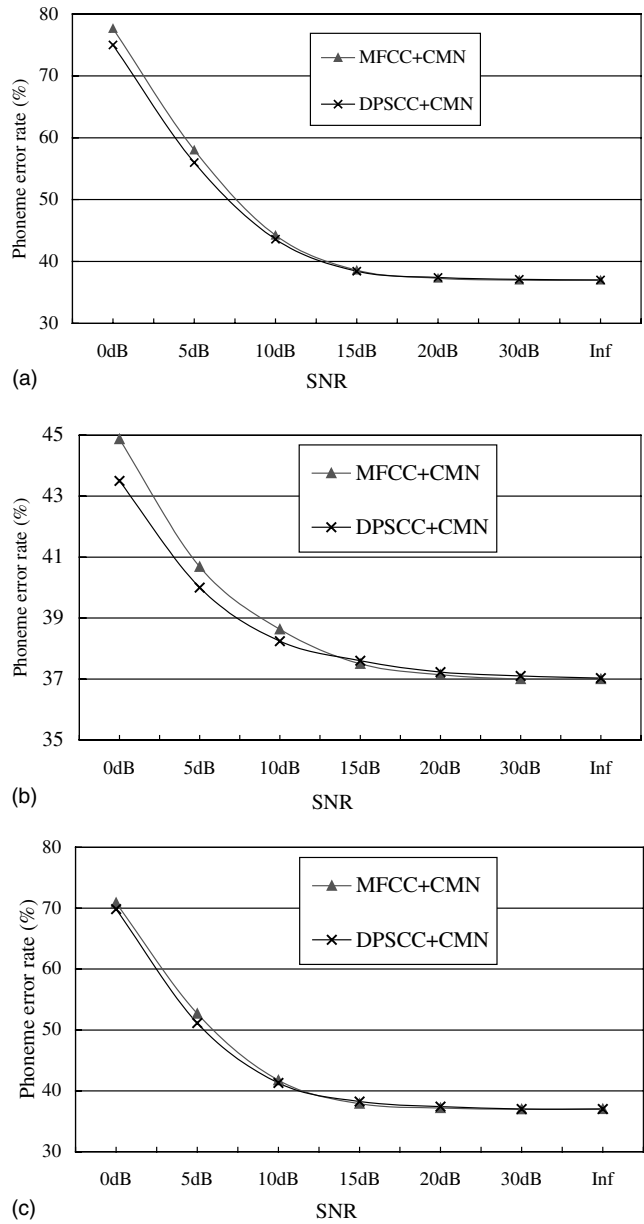 80
70
60
50
40
30
Phoneme error rate (%)
MFCC+CMN
DPSCC+CMN
0dB 5dB 10dB 15dB 20dB 30dB Inf
SNR
(a)
45
43
41
39
37
35
Phoneme error rate (%)
MFCC+CMN
DPSCC+CMN
0dB 5dB 10dB 15dB 20dB 30dB Inf
SNR
(b)
80
70
60
50
40
30
Phoneme error rate (%)
MFCC+CMN
DPSCC+CMN
0dB 5dB 10dB 15dB 20dB 30dB Inf
SNR
(c)